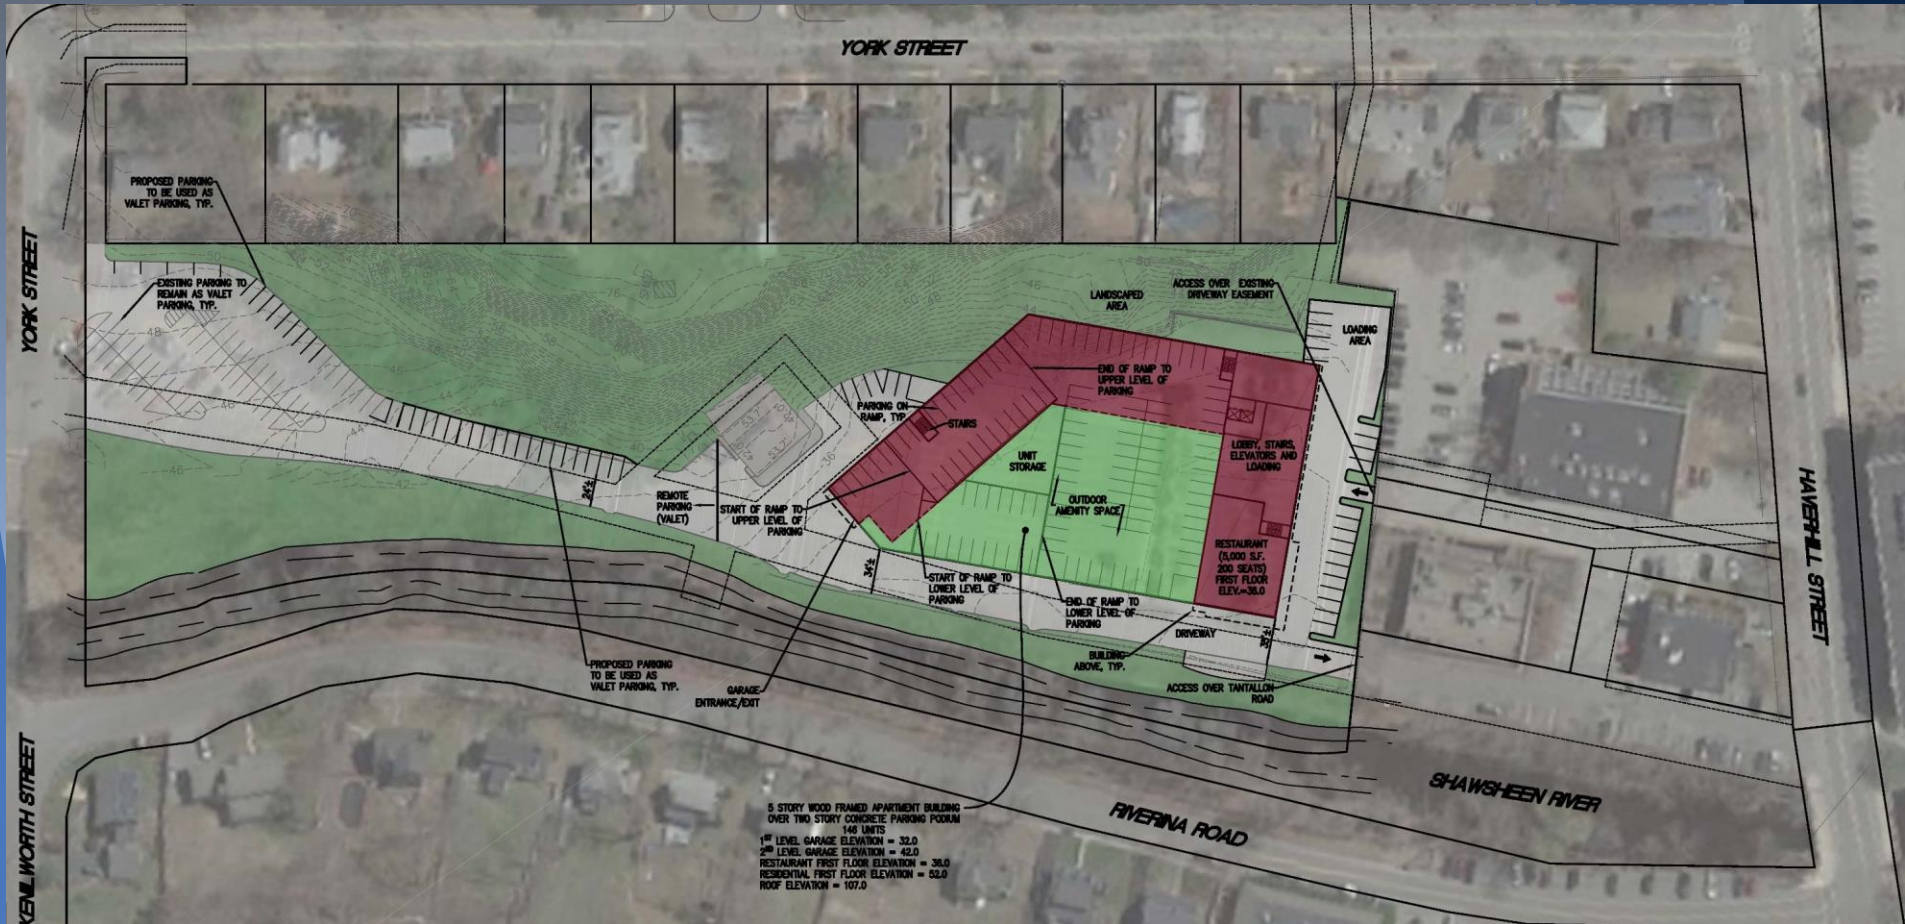 YORK STREET
PROPOSED PARKING
TO BE USED AS
VALET PARKING, TYP.
YORK STREET
EXISTING PARKING TO
REMAIN AS VALET
PARKING, TYP.
LANDSCAPED
AREA
ACCESS OVER EXISTING
DRIVEWAY EASEMENT
LOADING
AREA
END OF RAMP TO
UPPER LEVEL OF
PARKING
PARKING ON
RAMP, TYP.
STAIRS
UNIT
STORAGE
LOBBY, STAIRS,
ELEVATORS AND
LOADING
OUTDOOR
AMENITY SPACE
REMOTE
PARKING
(VALET)
START OF RAMP TO
UPPER LEVEL OF
PARKING
24'±
34'±
RESTAURANT
(5,000 S.F.
200 SEATS)
FIRST FLOOR
ELEV.=36.0
START OF RAMP TO
LOWER LEVEL OF
PARKING
END OF RAMP TO
LOWER LEVEL OF
PARKING
DRIVEWAY
BUILDING
ABOVE, TYP.
ACCESS OVER TANTALLON
ROAD
PROPOSED PARKING
TO BE USED AS
VALET PARKING, TYP.
GARAGE
ENTRANCE/EXIT
HAVERHILL STREET
KENILWORTH STREET
SHAWSHEEN RIVER
RIVERINA ROAD
5 STORY WOOD FRAMED APARTMENT BUILDING
OVER TWO STORY CONCRETE PARKING PODIUM
146 UNITS
1ST LEVEL GARAGE ELEVATION = 32.0
2ND LEVEL GARAGE ELEVATION = 42.0
RESTAURANT FIRST FLOOR ELEVATION = 36.0
RESIDENTIAL FIRST FLOOR ELEVATION = 52.0
ROOF ELEVATION = 107.0